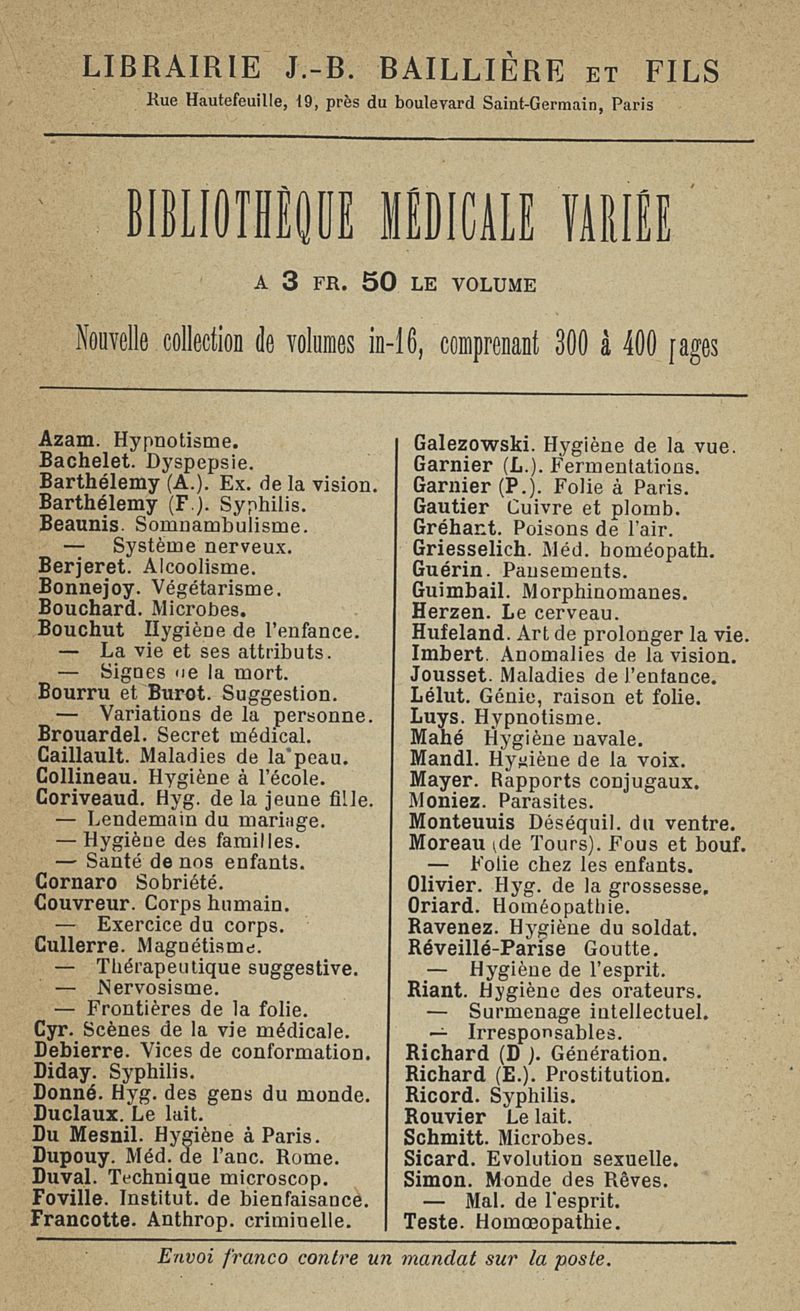 LIBRAIRIE J.-B. BAILLIÈRE ET FILS
Rue Hautefeuille, 19, près du boulevard Saint-Germain, Paris
BIBLIOTHÈQUE MÉDICALE VARIÉE
A 3 FR. 50 LE VOLUME
Nouvelle collection de volumes in-16, comprenant 300 à 400 pages
Azam. Hypnotisme.
Bachelet. Dyspepsie.
Barthélemy (A.). Ex. de la vision.
Barthélemy (F.). Syphilis.
Beaunis. Somnambulisme.
— Système nerveux.
Berjeret. Alcoolisme.
Bonnejoy. Végétarisme.
Bouchard. Microbes.
Bouchut Hygiène de l'enfance.
— La vie et ses attributs.
— Signes de la mort.
Bourru et Burot. Suggestion.
— Variations de la personne.
Brouardel. Secret médical.
Caillault. Maladies de la peau.
Collineau. Hygiène à l'école.
Coriveaud. Hyg. de la jeune fille.
— Lendemain du mariage.
— Hygiène des familles.
— Santé de nos enfants.
Cornaro Sobriété.
Couvreur. Corps humain.
— Exercice du corps.
Cullerre. Magnétisme.
— Thérapeutique suggestive.
— Nervosisme.
— Frontières de la folie.
Cyr. Scènes de la vie médicale.
Debierre. Vices de conformation.
Diday. Syphilis.
Donné. Hyg. des gens du monde.
Duclaux. Le lait.
Du Mesnil. Hygiène à Paris.
Dupouy. Méd. de l'anc. Rome.
Duval. Technique microscop.
Foville. Institut. de bienfaisance.
Francotte. Anthrop. criminelle.
Galezowski. Hygiène de la vue.
Garnier (L.). Fermentations.
Garnier (P.). Folie à Paris.
Gautier Cuivre et plomb.
Gréhant. Poisons de l'air.
Griesselich. Méd. homéopath.
Guérin. Pansements.
Guimbail. Morphinomanes.
Herzen. Le cerveau.
Hufeland. Art de prolonger la vie.
Imbert. Anomalies de la vision.
Jousset. Maladies de l'enfance.
Lélut. Génie, raison et folie.
Luys. Hypnotisme.
Mahé Hygiène navale.
Mandl. Hygiène de la voix.
Mayer. Rapports conjugaux.
Moniez. Parasites.
Monteuuis Déséquil. du ventre.
Moreau (de Tours). Fous et bouf.
— Folie chez les enfants.
Olivier. Hyg. de la grossesse.
Oriard. Homéopathie.
Ravenez. Hygiène du soldat.
Réveillé-Parise Goutte.
— Hygiène de l'esprit.
Riant. Hygiène des orateurs.
— Surmenage intellectuel.
— Irresponsables.
Richard (D ). Génération.
Richard (E.). Prostitution.
Ricord. Syphilis.
Rouvier Le lait.
Schmitt. Microbes.
Sicard. Evolution sexuelle.
Simon. Monde des Rêves.
— Mal. de l'esprit.
Teste. Homœopathie.
Envoi franco contre un mandat sur la poste.